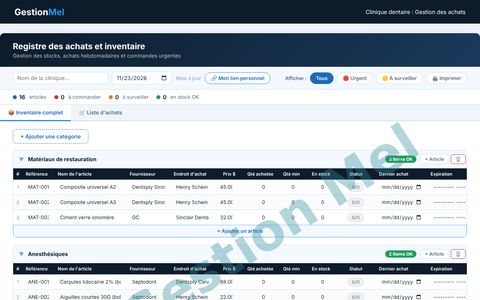 GestionMel
Clinique dentaire : Gestion des achats
Registre des achats et inventaire
Gestion des stocks, achats hebdomadaires et commandes urgentes
Nom de la clinique... 11/23/2026 Mise à jour Mon lien personnel Afficher : Tous Urgent À surveiller Imprimer
16 articles 0 à commander 0 à surveiller 0 en stock OK
Inventaire complet Liste d'achats
+ Ajouter une catégorie
Matériaux de restauration 3 items OK + Article
# Référence Nom de l'article Fournisseur Endroit d'achat Prix $ Qté achetée Qté min En stock Statut Dernier achat Expiration
1 MAT-001 Composite universel A2 Dentsply Siror Henry Schein 45.00 0 0 0 S/O mm/dd/yyyy
2 MAT-002 Composite universel A3 Dentsply Siror Henry Schein 45.00 0 0 0 S/O mm/dd/yyyy
3 MAT-003 Ciment verre ionomère GC Sinclair Denta 32.00 0 0 0 S/O mm/dd/yyyy
+ Ajouter un article
Anesthésiques 2 items OK + Article
# Référence Nom de l'article Fournisseur Endroit d'achat Prix $ Qté achetée Qté min En stock Statut Dernier achat Expiration
1 ANE-001 Carpules lidocaïne 2% (bo Septodont Dentsply Cana 68.00 0 0 0 S/O mm/dd/yyyy
2 ANE-002 Aiguilles courtes 30G (boî Septodont Henry Schein 0 0 0 S/O mm/dd/yyyy
Gestion Mel